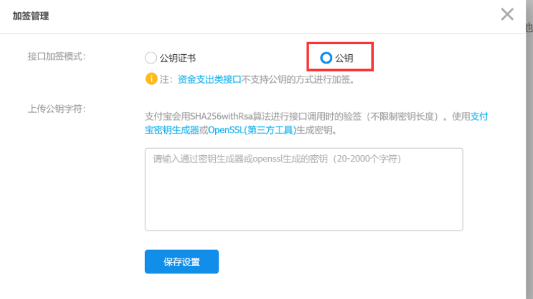 加签管理
接口加签模式：
公钥证书
公钥
注：资金支出类接口不支持公钥的方式进行加签。
上传公钥字符：
支付宝会用SHA256withRsa算法进行接口调用时的验签（不限制密钥长度）。使用支付
宝密钥生成器或OpenSSL(第三方工具)生成密钥。
请输入通过密钥生成器或openssl生成的密钥（20-2000个字符）
保存设置